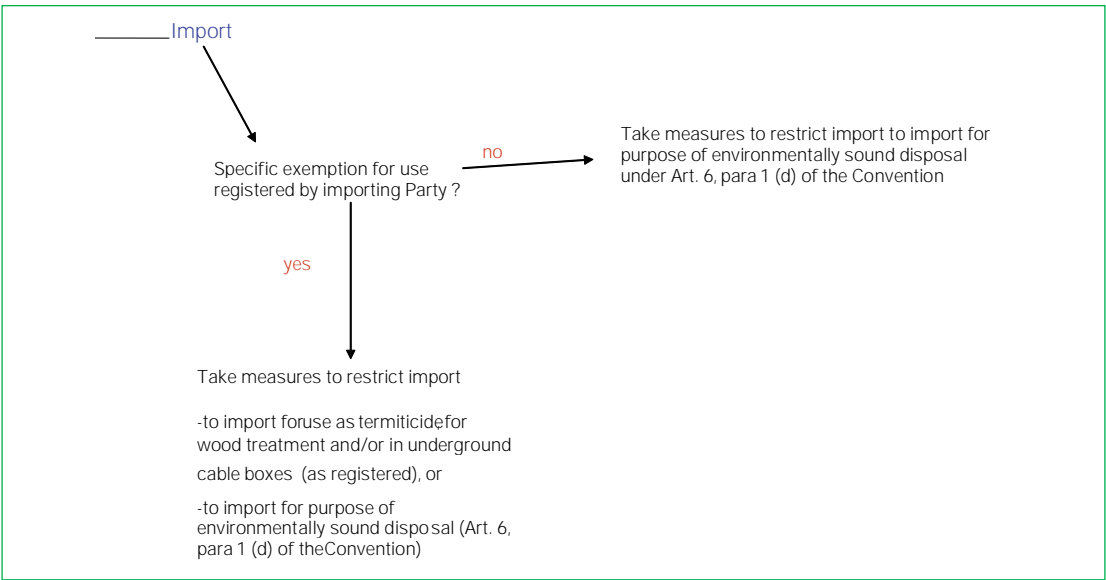 ________Import
Specific exemption for use
registered by importing Party ?
no
Take measures to restrict import to import for
purpose of environmentally sound disposal
under Art. 6, para 1 (d) of the Convention
yes
Take measures to restrict import
-to import foruse as termiticide,for
wood treatment and/or in underground
cable boxes (as registered), or
-to import for purpose of
environmentally sound disposal (Art. 6,
para 1 (d) of theConvention)